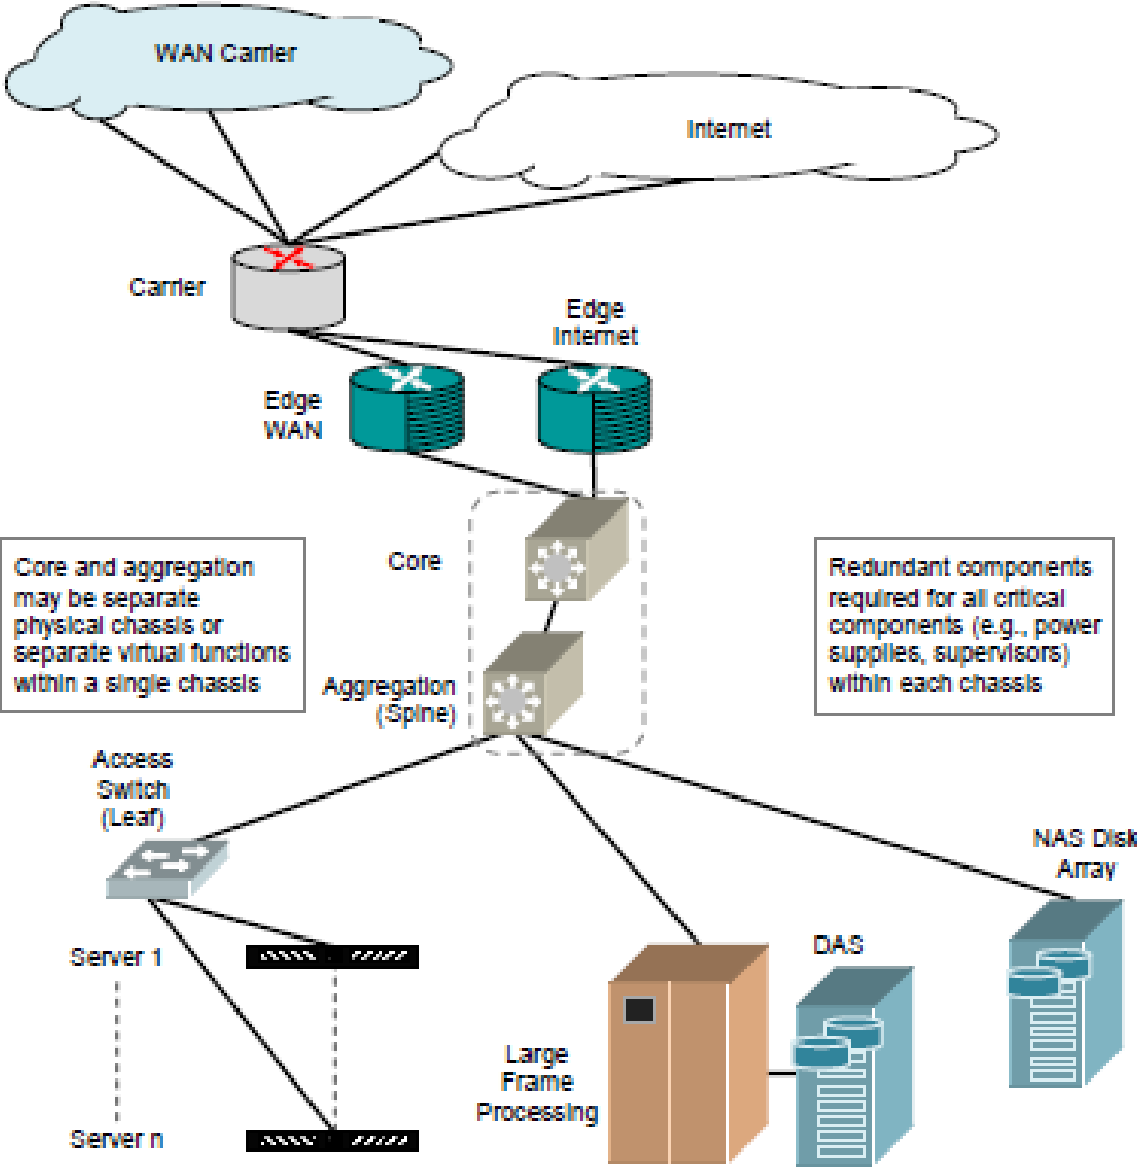 WAN Carrier
Internet
Carrier
Edge
Internet
Edge
WAN
Core and aggregation
may be separate
physical chassis or
separate virtual functions
within a single chassis
Core
Redundant components
required for all critical
components (e.g., power
supplies, supervisors)
within each chassis
Aggregation
(Spine)
Access
Switch
(Leaf)
NAS Disk
Array
Server 1
DAS
Large
Frame
Processing
Server n